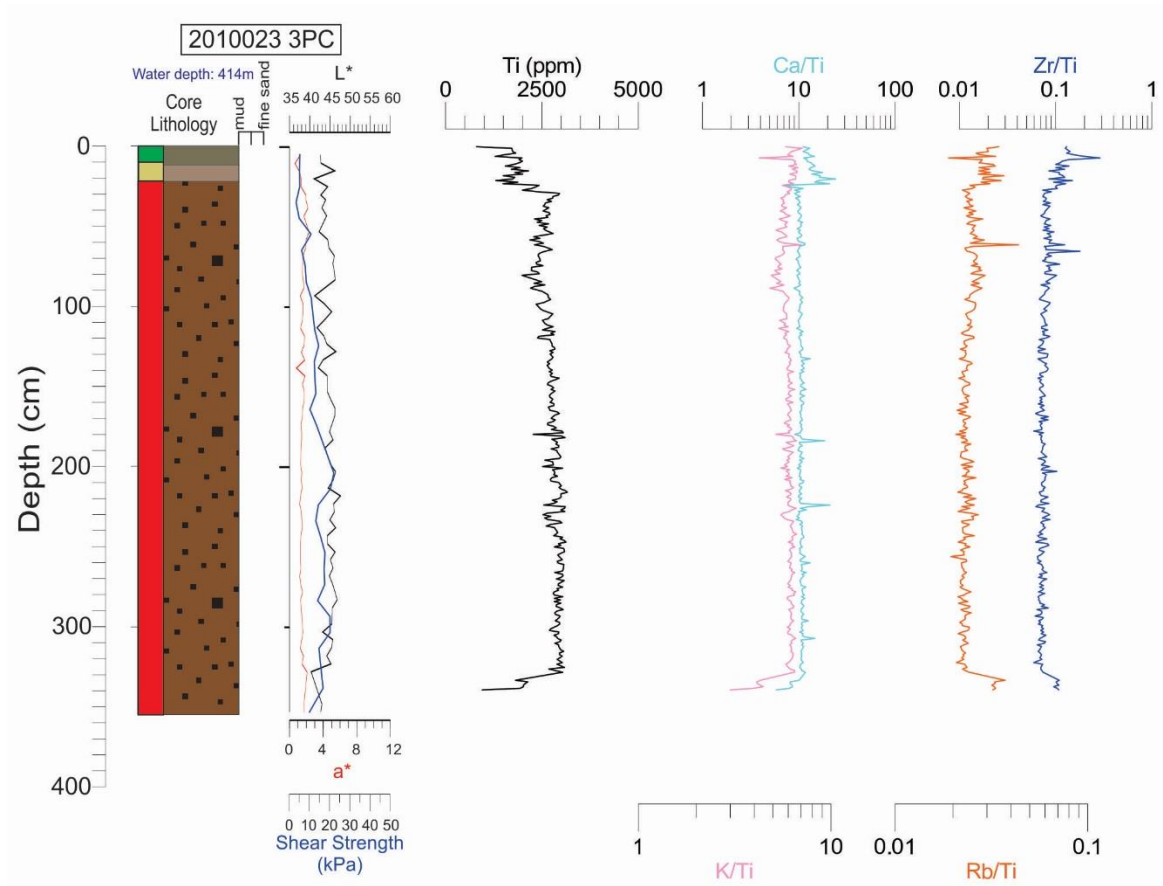 2010023 3PC
Water depth: 414m
Core
Lithology
mud
fine sand
L*
35 40 45 50 55 60
Ti (ppm)
0 2500 5000
Ca/Ti
1 10 100
Zr/Ti
0.01 0.1 1
Depth (cm)
0
100
200
300
400
0 4 8 12
a*
0 10 20 30 40 50
Shear Strength
(kPa)
1 10
K/Ti
0.01 0.1
Rb/Ti